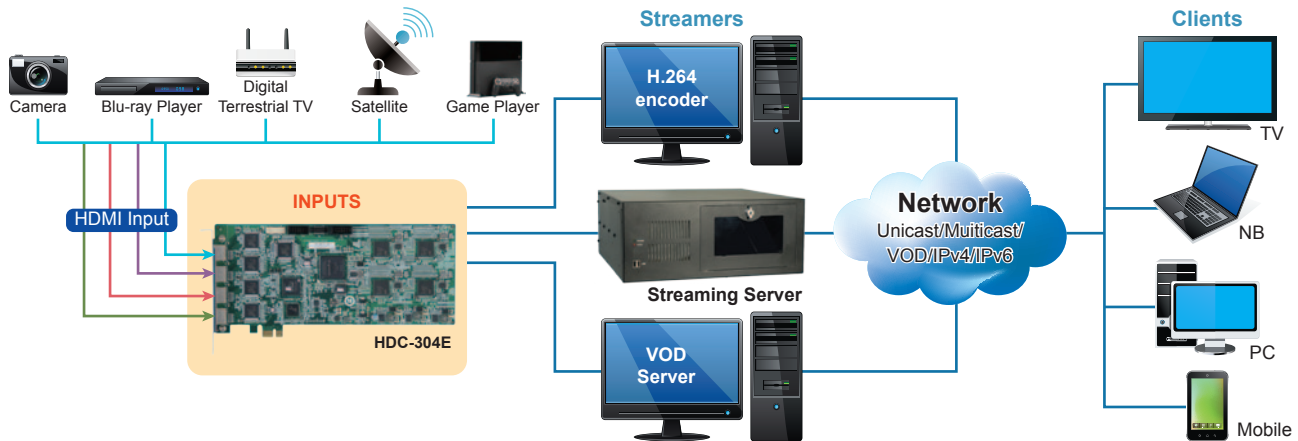 Streamers
Clients
Camera
Blu-ray Player
Digital
Terrestrial TV
Satellite
Game Player
H.264
encoder
TV
INPUTS
HDMI Input
HDC-304E
Streaming Server
Network
Unicast/Muiticast/
VOD/IPv4/IPv6
NB
VOD
Server
PC
Mobile